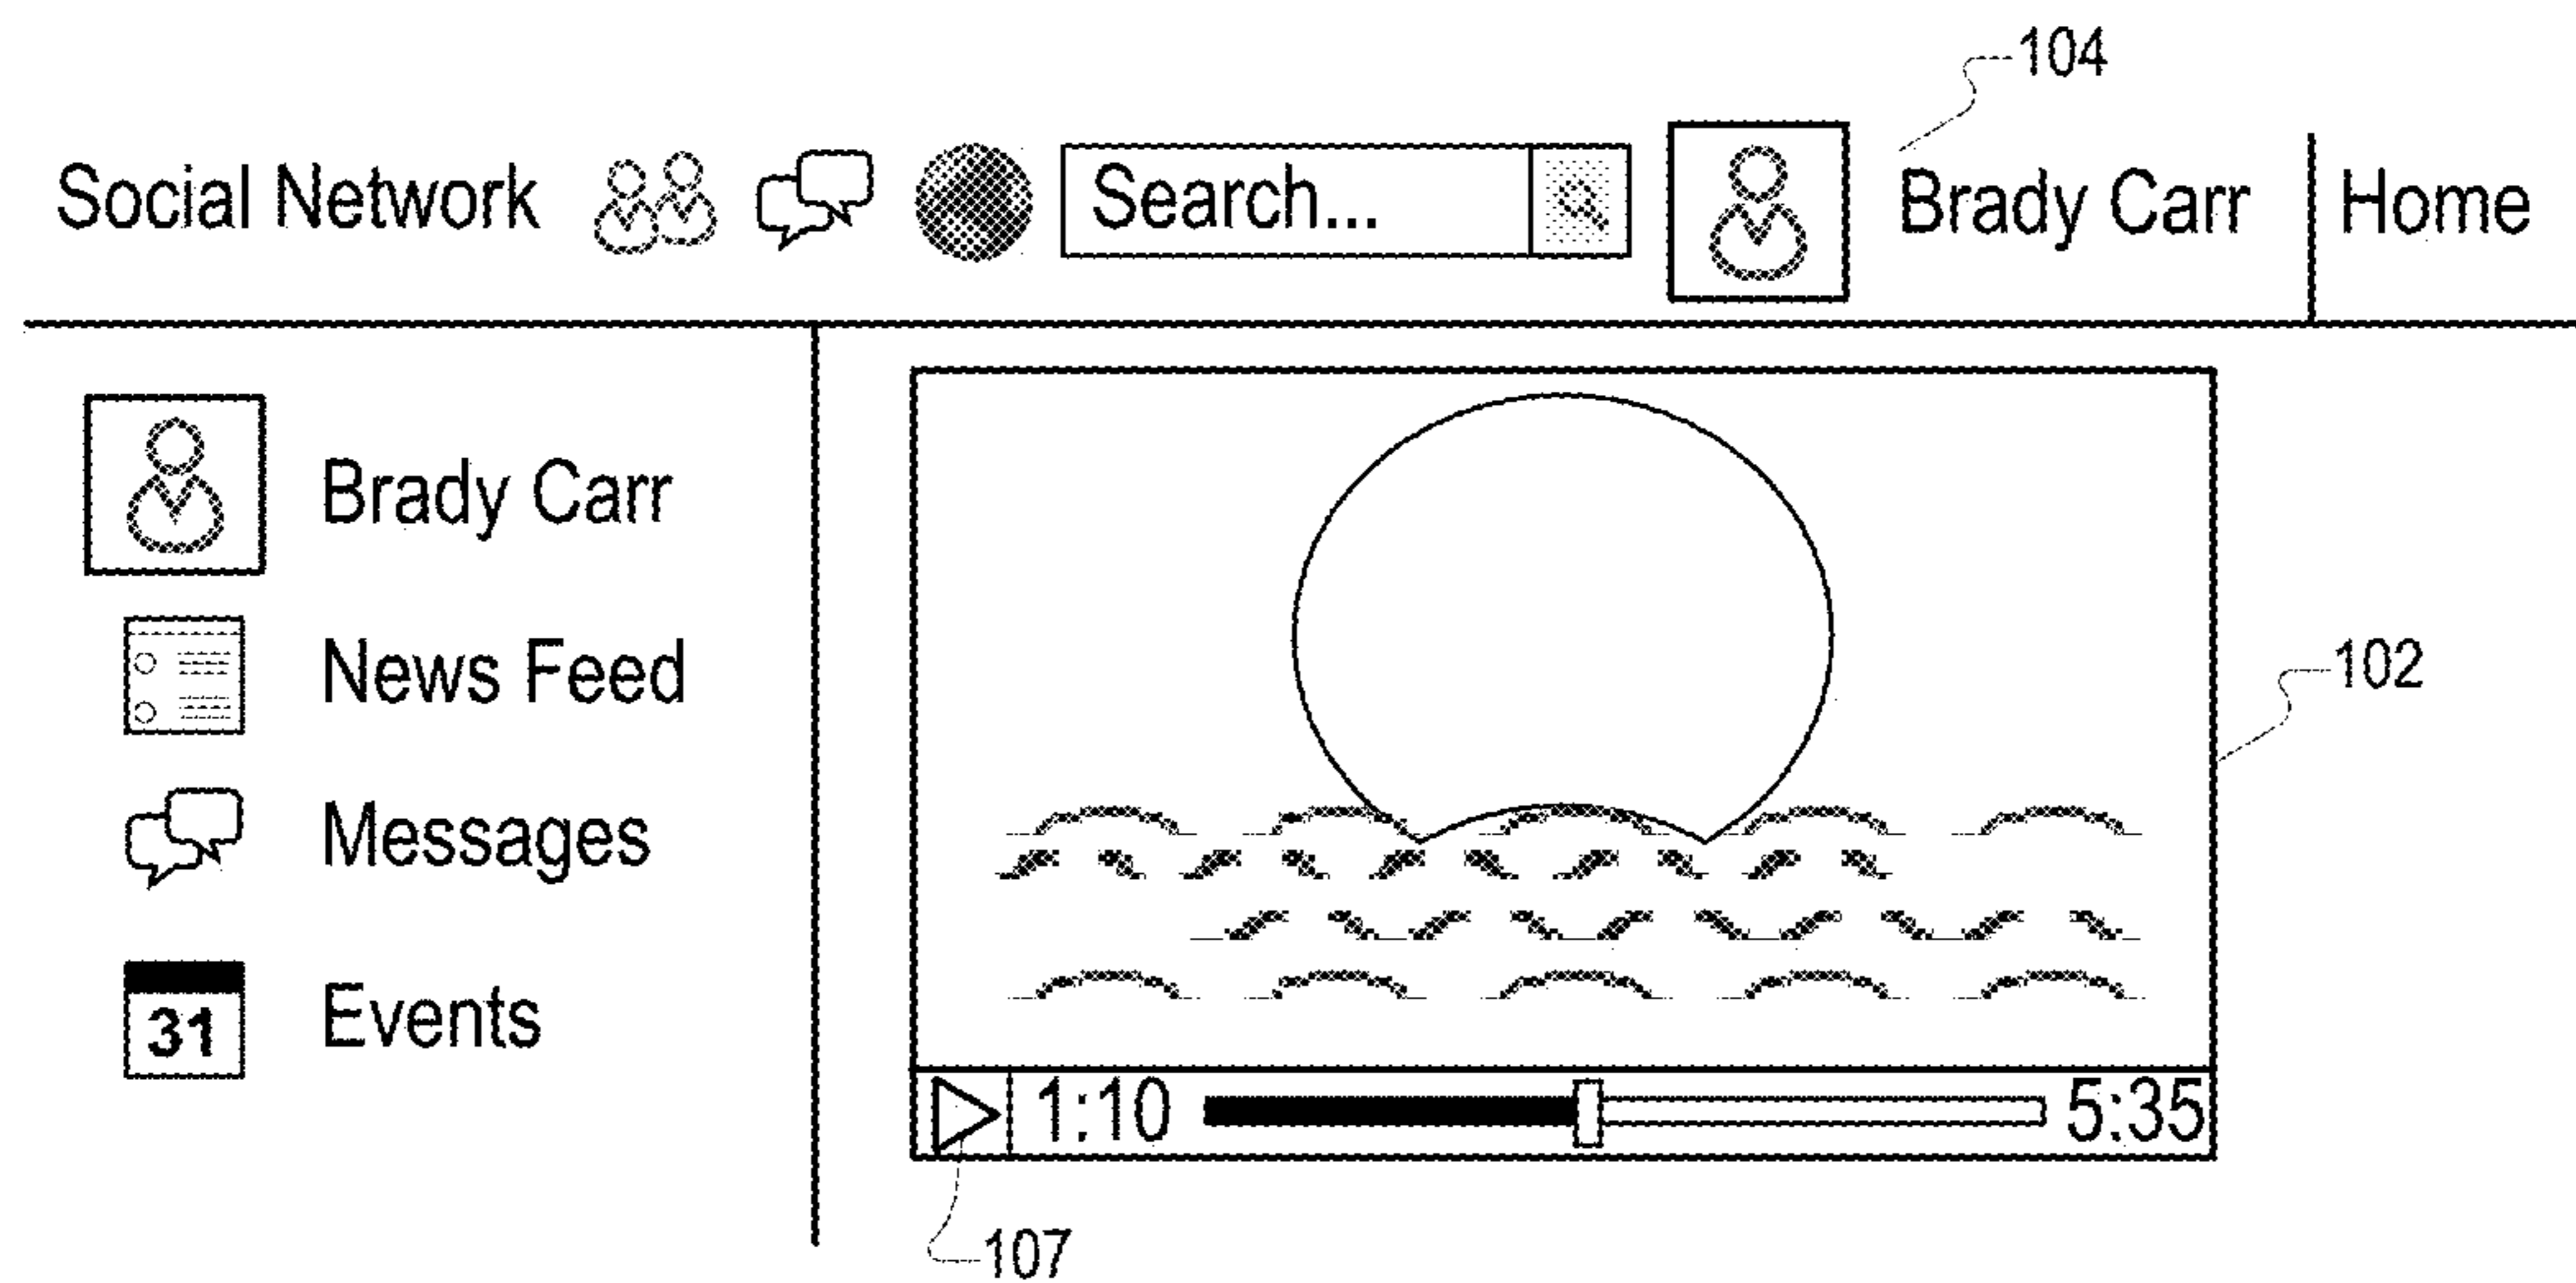 104
Social Network Search... Brady Carr Home
Brady Carr
News Feed
102
Messages
31 Events
1:10 5:35
107